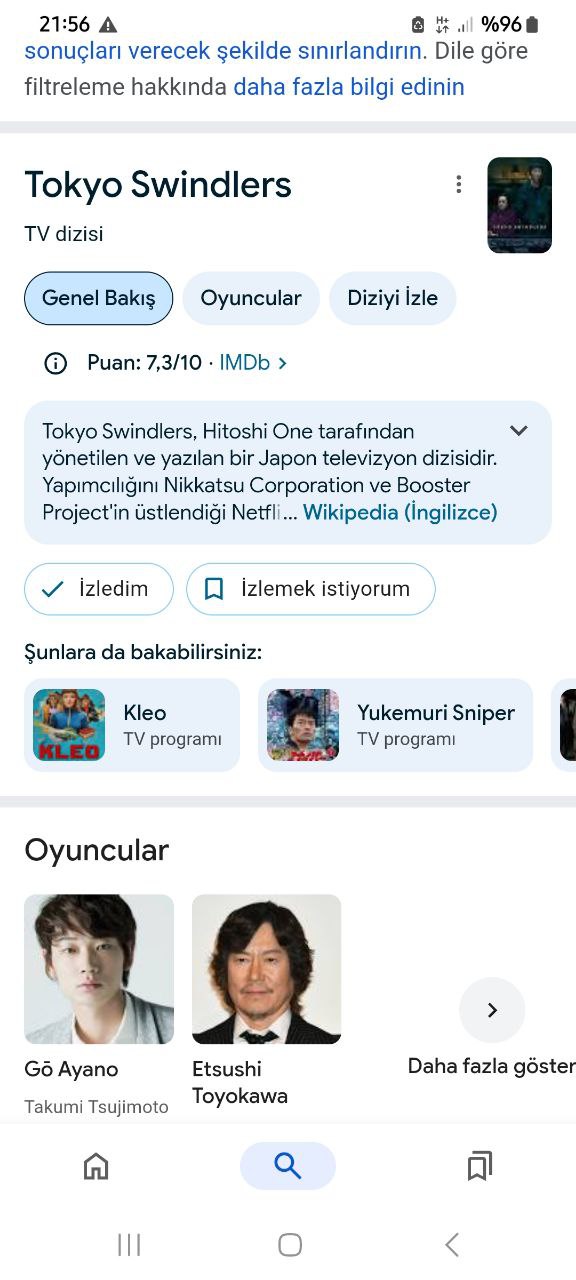 21:56
%96
sonuçları verecek şekilde sınırlandırın. Dile göre
filtreleme hakkında daha fazla bilgi edinin
Tokyo Swindlers
TV dizisi
Genel Bakış
Oyuncular
Diziyi İzle
Puan: 7,3/10 · IMDb
Tokyo Swindlers, Hitoshi One tarafından
yönetilen ve yazılan bir Japon televizyon dizisidir.
Yapımcılığını Nikkatsu Corporation ve Booster
Project'in üstlendiği Netfli... Wikipedia (İngilizce)
İzledim
İzlemek istiyorum
Şunlara da bakabilirsiniz:
KLEO
Kleo
TV programı
Yukemuri Sniper
TV programı
Oyuncular
Gō Ayano
Takumi Tsujimoto
Etsushi
Toyokawa
Daha fazla göster